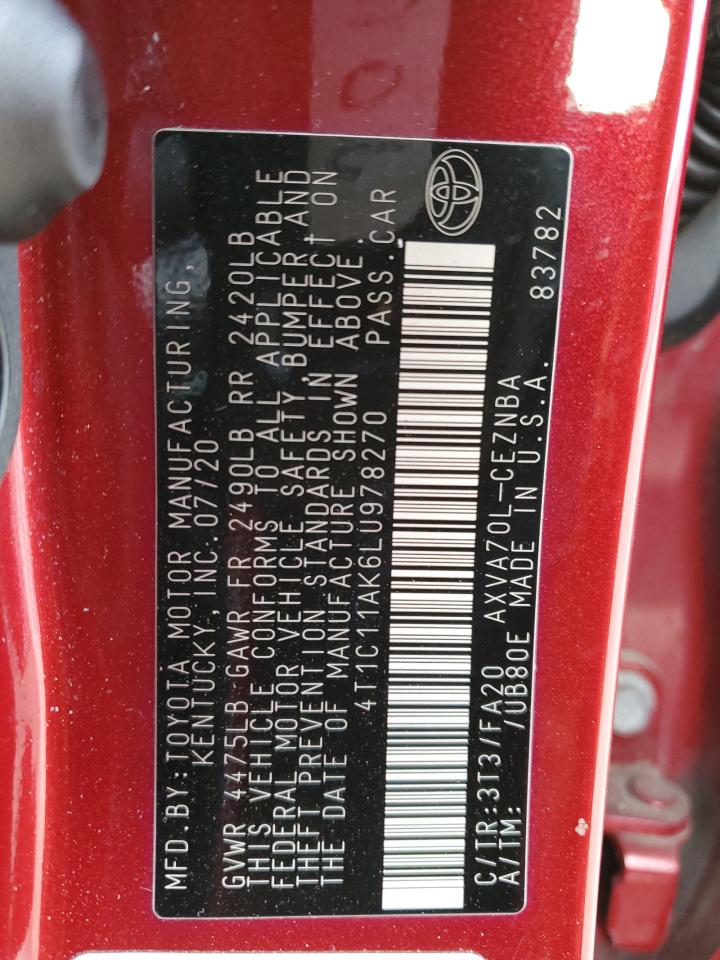 MFD.BY:TOYOTA MOTOR MANUFACTURING,
KENTUCKY, INC. 07/20
GVWR 4475LB GAWR FR 2490LB RR 2420LB
THIS VEHICLE CONFORMS TO ALL APPLICABLE
FEDERAL MOTOR VEHICLE SAFETY, BUMPER, AND
THEFT PREVENTION STANDARDS IN EFFECT ON
THE DATE OF MANUFACTURE SHOWN ABOVE.
4T1C11AK6LU978270 PASS. CAR
C/TR:3T3/FA20 AXVA70L-CEZNBA
A/TM: /UB80E MADE IN U.S.A. 83782